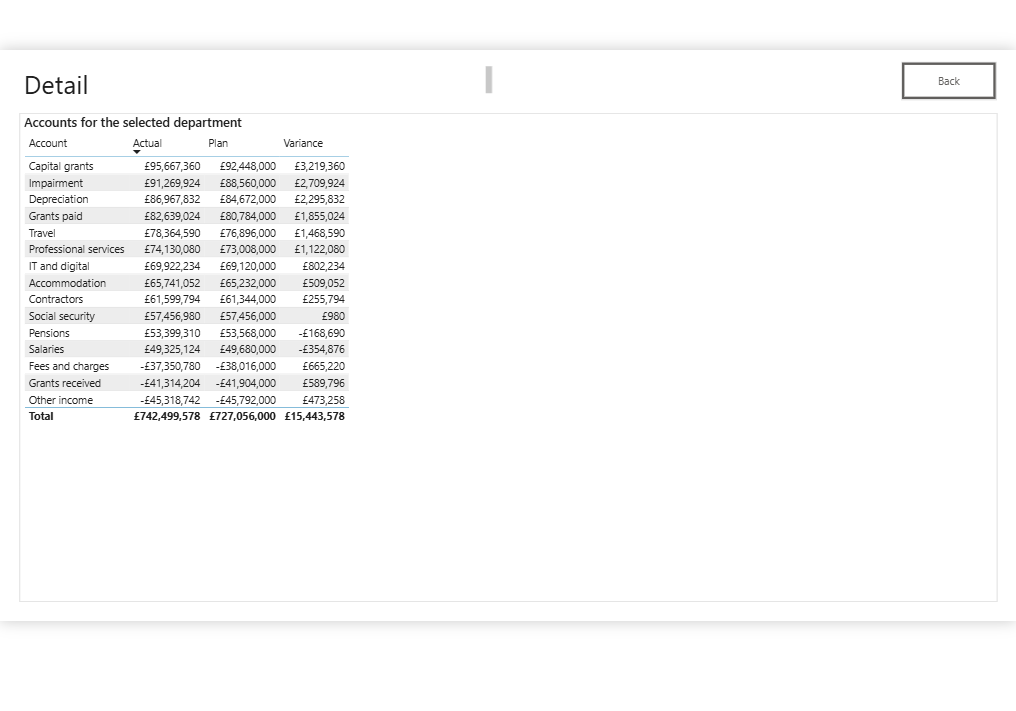 Detail
Back
Accounts for the selected department
Account Actual Plan Variance
Capital grants £95,667,360 £92,448,000 £3,219,360
Impairment £91,269,924 £88,560,000 £2,709,924
Depreciation £86,967,832 £84,672,000 £2,295,832
Grants paid £82,639,024 £80,784,000 £1,855,024
Travel £78,364,590 £76,896,000 £1,468,590
Professional services £74,130,080 £73,008,000 £1,122,080
IT and digital £69,922,234 £69,120,000 £802,234
Accommodation £65,741,052 £65,232,000 £509,052
Contractors £61,599,794 £61,344,000 £255,794
Social security £57,456,980 £57,456,000 £980
Pensions £53,399,310 £53,568,000 -£168,690
Salaries £49,325,124 £49,680,000 -£354,876
Fees and charges -£37,350,780 -£38,016,000 £665,220
Grants received -£41,314,204 -£41,904,000 £589,796
Other income -£45,318,742 -£45,792,000 £473,258
Total £742,499,578 £727,056,000 £15,443,578